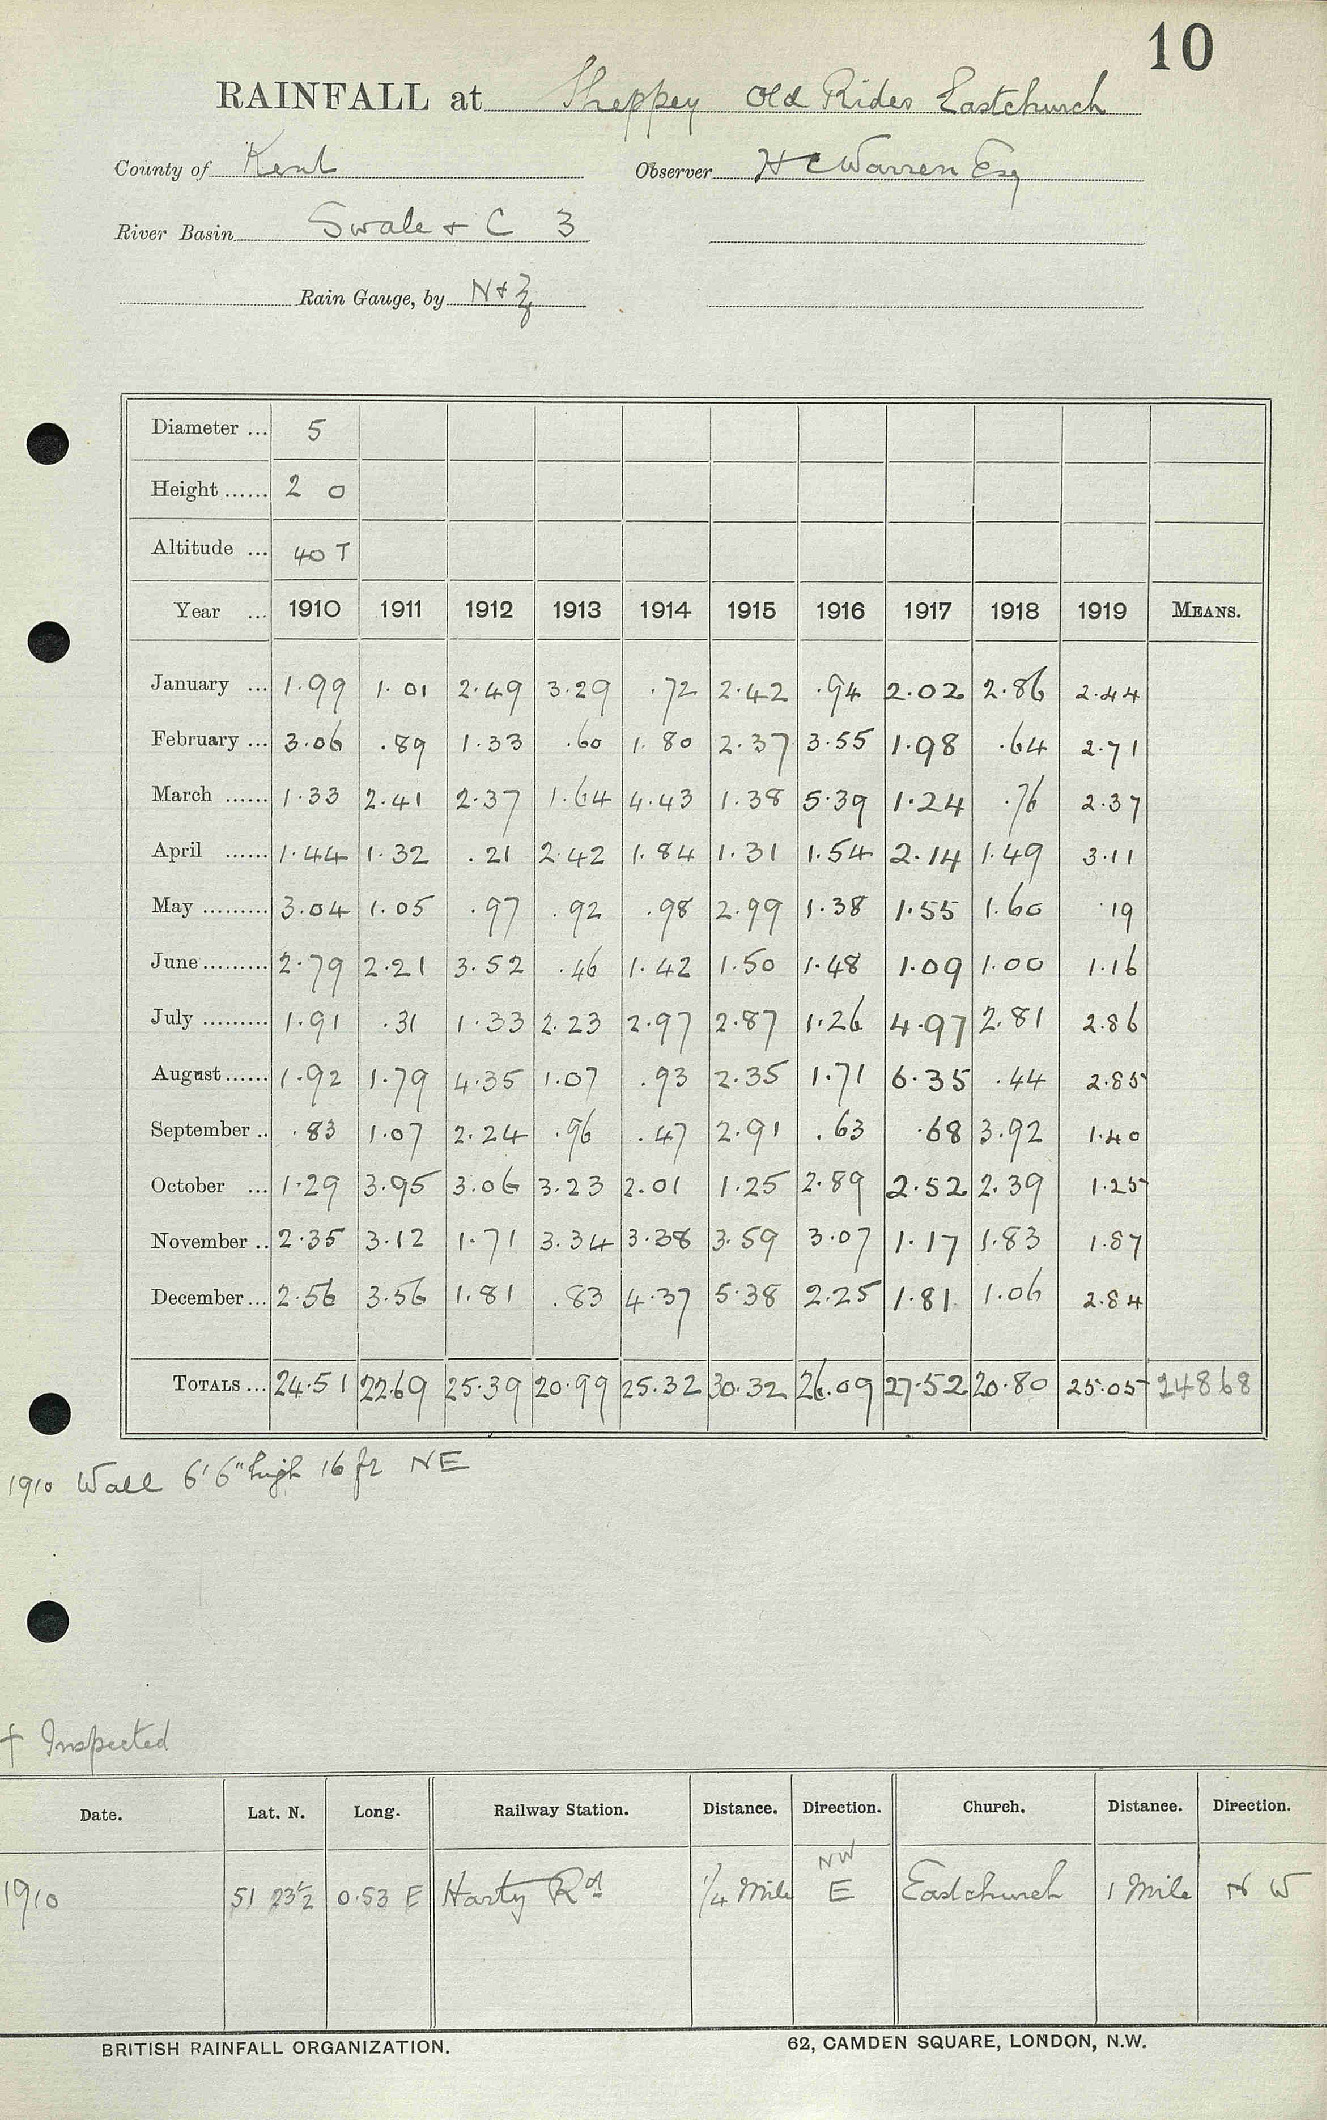 10
RAINFALL at Sheppey Old Rides Eastchurch
County of Kent Observer H C Warren Esq
River Basin Swale + C 3
Rain Gauge, by N+Z
Diameter ... 5
Height ...... 2 0
Altitude ... 40 T
Year ... 1910 1911 1912 1913 1914 1915 1916 1917 1918 1919 MEANS.
January ... 1.99 1.01 2.49 3.29 .72 2.42 .94 2.02 2.86 2.44
February ... 3.06 .89 1.33 .60 1.80 2.37 3.55 1.98 .64 2.71
March ...... 1.33 2.41 2.37 1.64 4.43 1.38 5.39 1.24 .76 2.37
April ...... 1.44 1.32 .21 2.42 1.84 1.31 1.54 2.14 1.49 3.11
May ......... 3.04 1.05 .97 .92 .98 2.99 1.38 1.55 1.60 .19
June ......... 2.79 2.21 3.52 .46 1.42 1.50 1.48 1.09 1.00 1.16
July ......... 1.91 .31 1.33 2.23 2.97 2.87 1.26 4.97 2.81 2.86
August ...... 1.92 1.79 4.35 1.07 .93 2.35 1.71 6.35 .44 2.85
September .. .83 1.07 2.24 .96 .47 2.91 .63 .68 3.92 1.40
October ... 1.29 3.95 3.06 3.23 2.01 1.25 2.89 2.52 2.39 1.25
November .. 2.35 3.12 1.71 3.34 3.38 3.59 3.07 1.17 1.83 1.87
December ... 2.56 3.56 1.81 .83 4.37 5.38 2.25 1.81 1.06 2.84
TOTALS ... 24.51 22.69 25.39 20.99 25.32 30.32 26.09 27.52 20.80 25.05 24868
1910 Wall 6' 6" high 16 ft NE
† Inspected
Date. Lat. N. Long. Railway Station. Distance. Direction. Church. Distance. Direction.
NW
1910 51 23½ 0.53 E Harty Rd 1/4 Mile E Eastchurch 1 Mile N W
BRITISH RAINFALL ORGANIZATION. 62, CAMDEN SQUARE, LONDON, N.W.